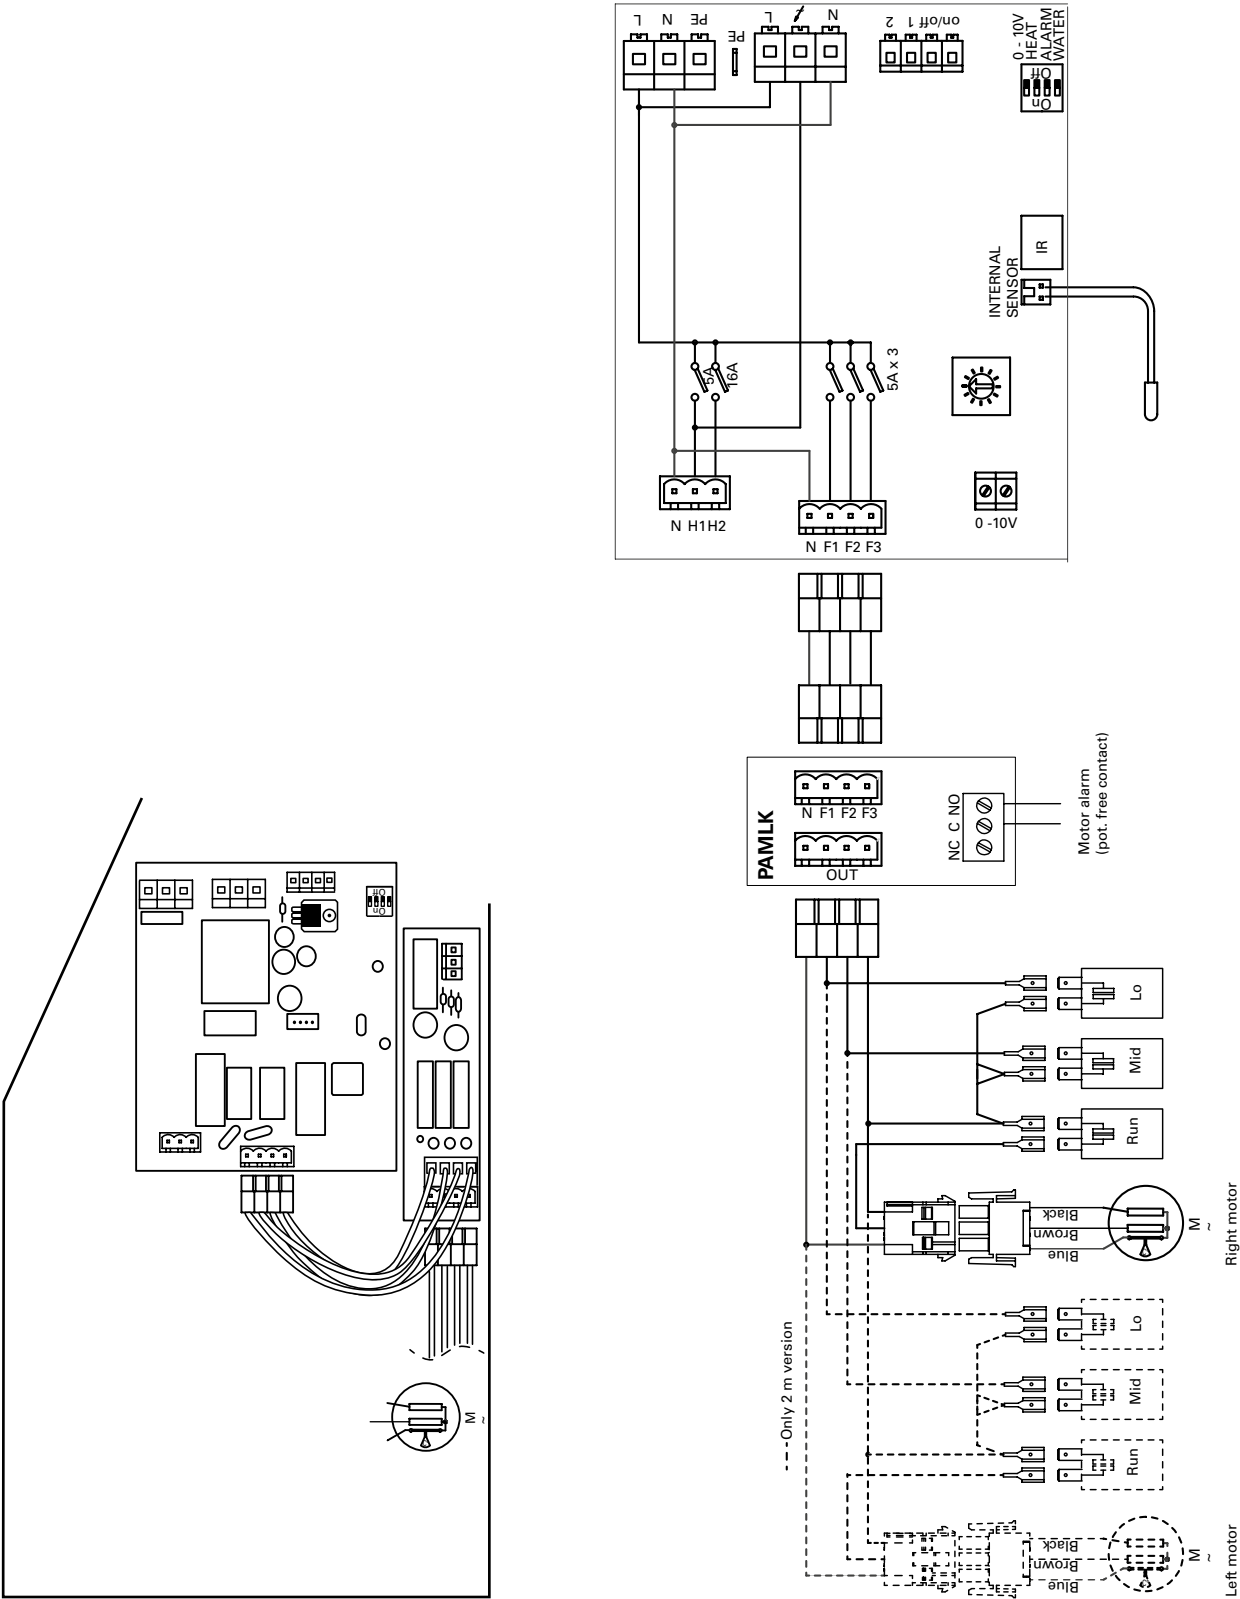 L N PE
PE
L N
2 1 on/off
0 - 10V
HEAT
ALARM
WATER
Off
On
IR
INTERNAL
SENSOR
5A
16A
5A x 3
N H1 H2
N F1 F2 F3
0 -10V
PAMLK
N F1 F2 F3
OUT
NC C NO
Motor alarm
(pot. free contact)
Off
On
Lo
Mid
Run
Black
Brown
Blue
M
~
Right motor
Only 2 m version
Lo
Mid
Run
Black
Brown
Blue
M
~
Left motor
M
~